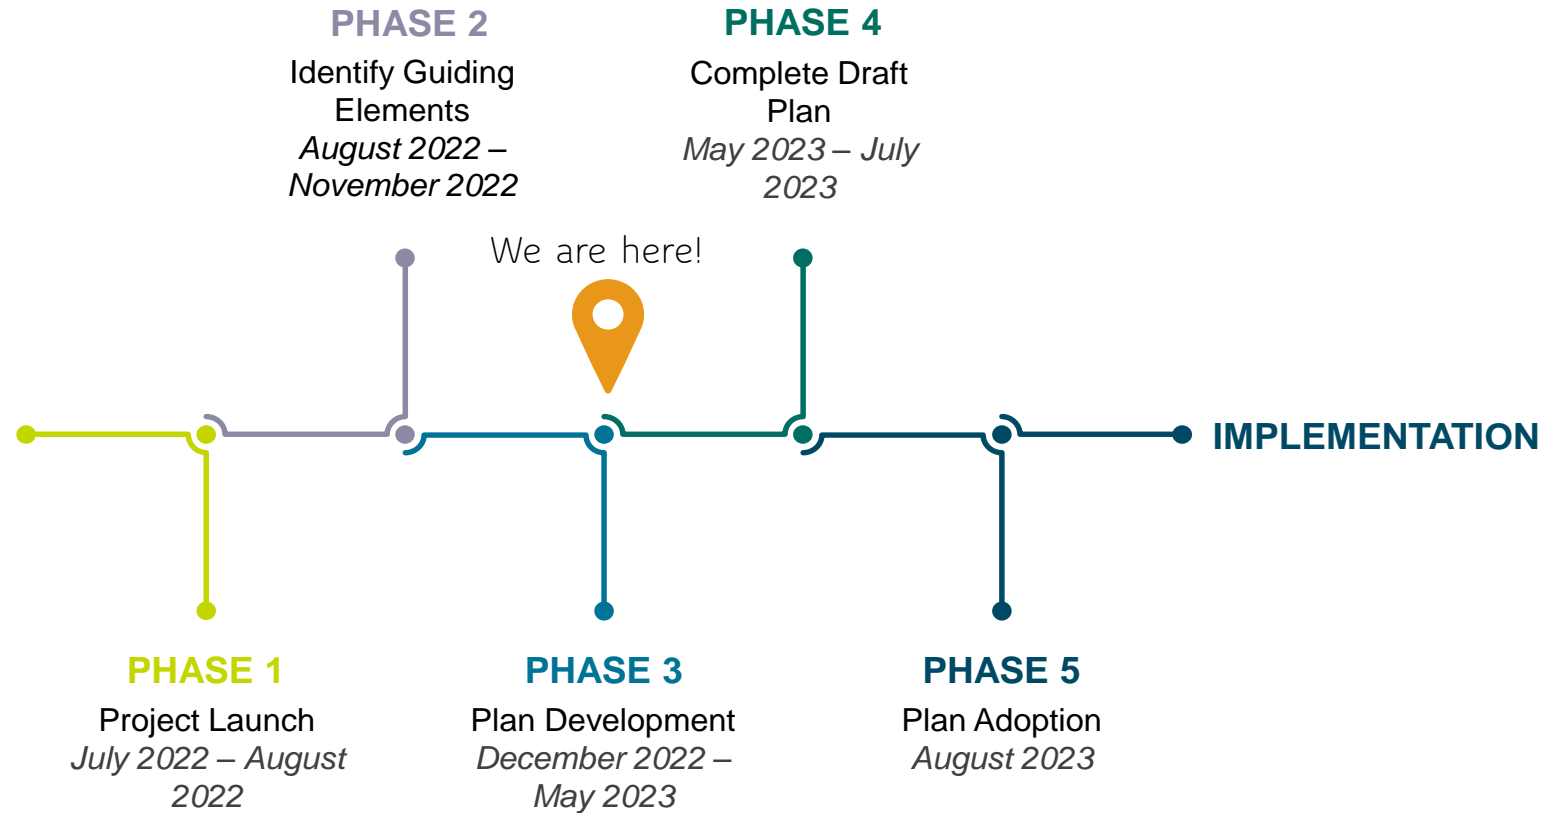 PHASE 2
Identify Guiding
Elements
August 2022 –
November 2022
PHASE 4
Complete Draft
Plan
May 2023 – July
2023
We are here!
IMPLEMENTATION
PHASE 1
Project Launch
July 2022 – August
2022
PHASE 3
Plan Development
December 2022 –
May 2023
PHASE 5
Plan Adoption
August 2023